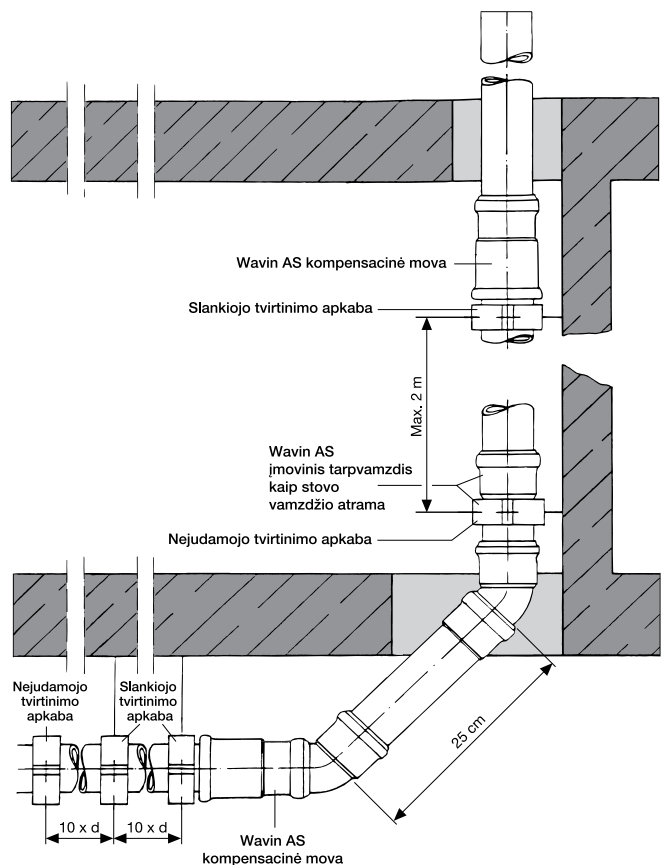 Wavin AS kompensacinė mova
Slankiojo tvirtinimo apkaba
Max. 2 m
Wavin AS
įmovinis tarpvamzdis
kaip stovo
vamzdžio atrama
Nejudamojo tvirtinimo apkaba
Nejudamojo
tvirtinimo
apkaba
Slankiojo
tvirtinimo
apkaba
25 cm
10 x d
10 x d
Wavin AS
kompensacinė mova